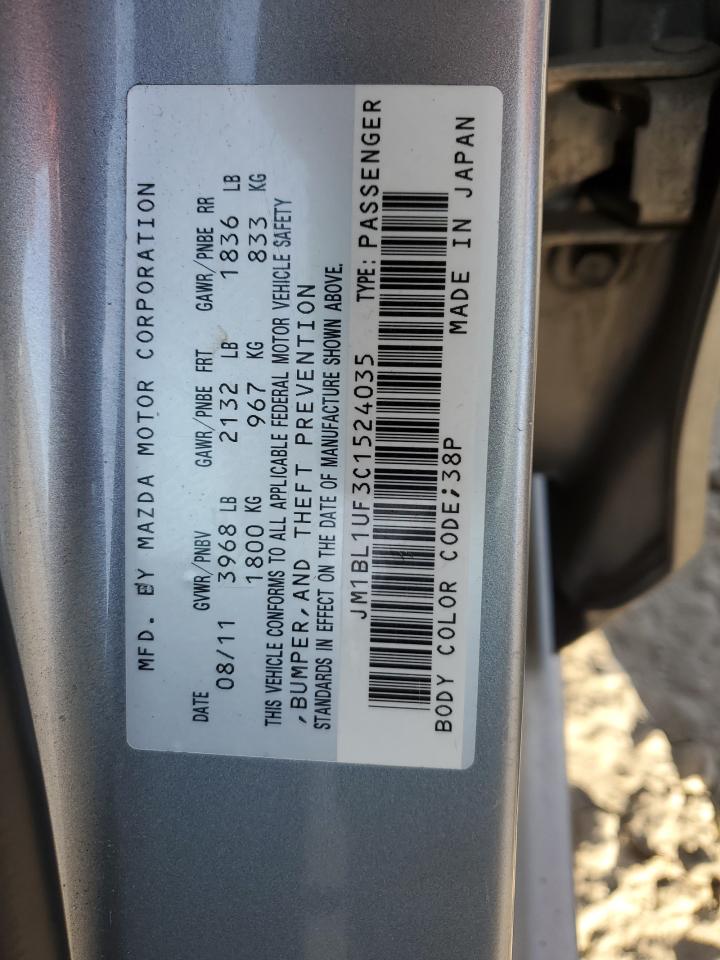 MFD. BY MAZDA MOTOR CORPORATION
DATE GVWR/PNBV GAWR/PNBE FRT GAWR/PNBE RR
08/11 3968 LB 2132 LB 1836 LB
1800 KG 967 KG 833 KG
THIS VEHICLE CONFORMS TO ALL APPLICABLE FEDERAL MOTOR VEHICLE SAFETY
,BUMPER,AND THEFT PREVENTION
STANDARDS IN EFFECT ON THE DATE OF MANUFACTURE SHOWN ABOVE.
JM1BL1UF3C1524035 TYPE: PASSENGER
BODY COLOR CODE;38P MADE IN JAPAN